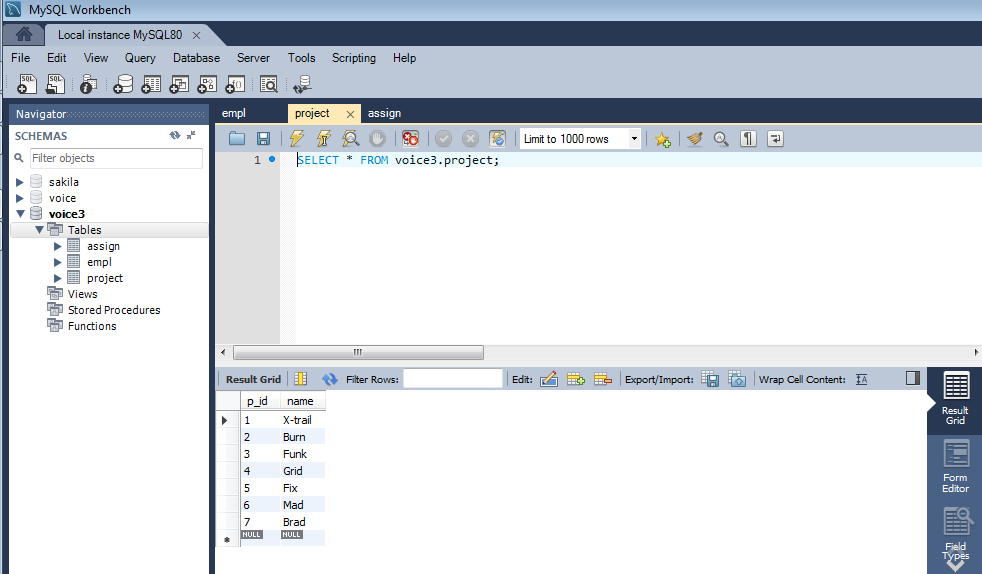 MySQL Workbench
Local instance MySQL80
File Edit View Query Database Server Tools Scripting Help
SQL SQL
Navigator
empl project assign
SCHEMAS
Filter objects
Limit to 1000 rows
1 SELECT * FROM voice3.project;
sakila
voice
voice3
Tables
assign
empl
project
Views
Stored Procedures
Functions
Result Grid Filter Rows: Edit: Export/Import: Wrap Cell Content:
p_id name
1 X-trail
2 Burn
3 Funk
4 Grid
5 Fix
6 Mad
7 Brad
NULL NULL
Result
Grid
Form
Editor
Field
Types